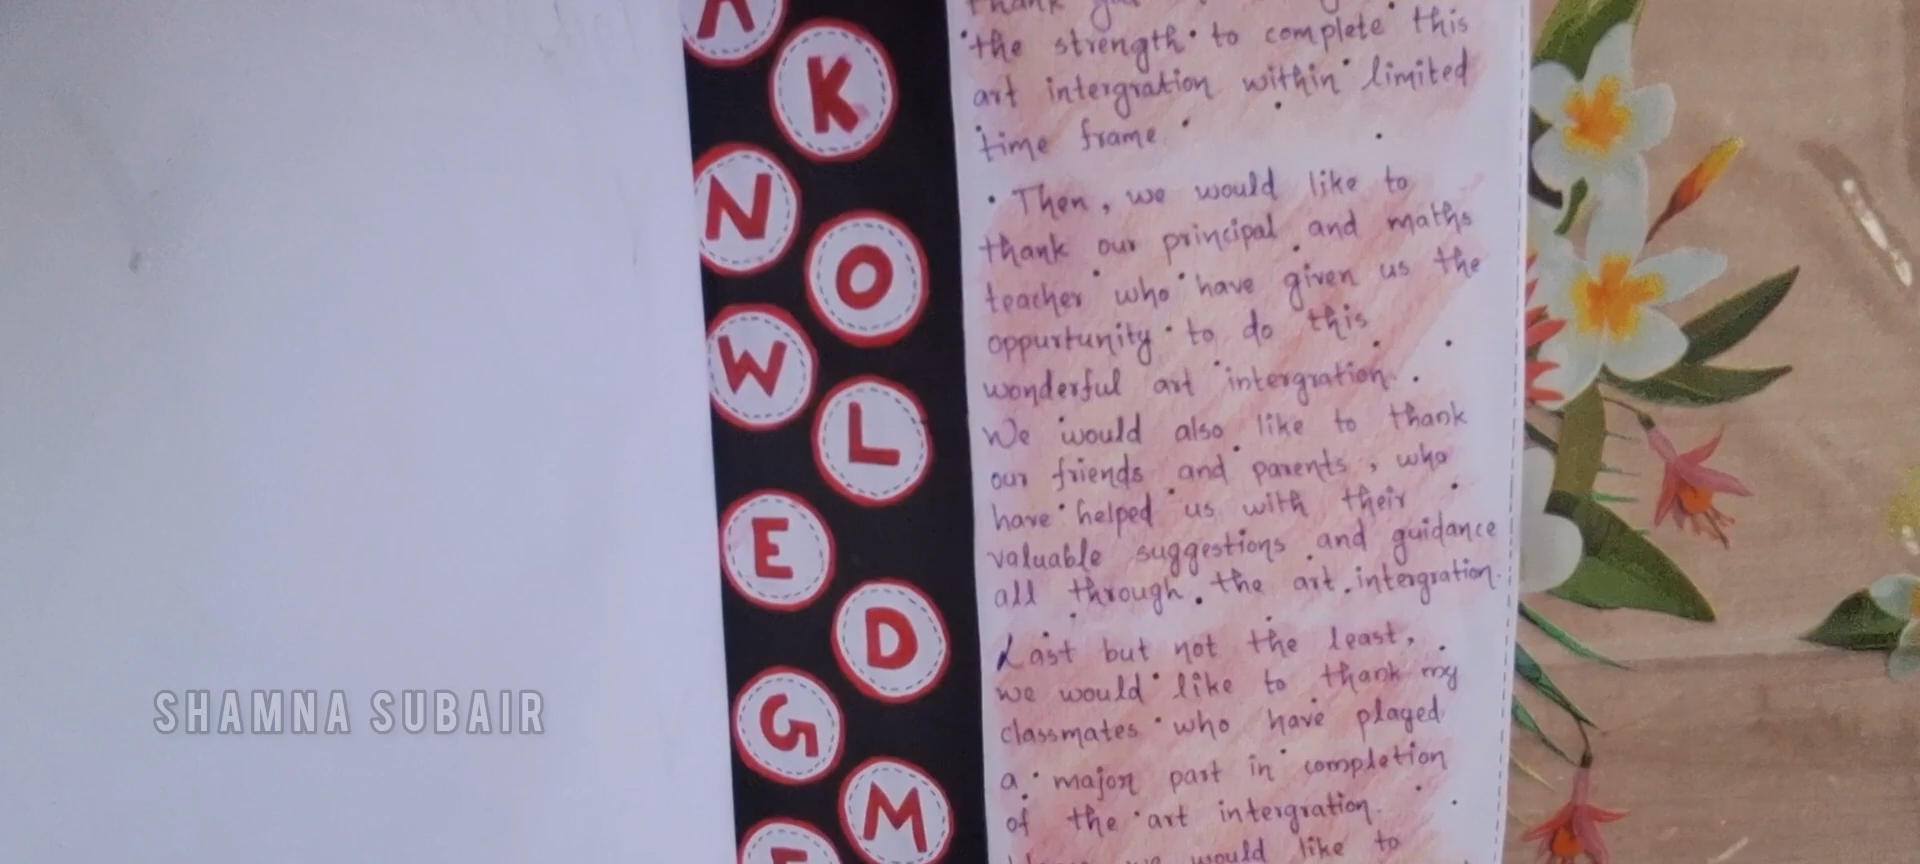 K
N
O
W
L
E
D
G
M
thank
the strength to complete this
art intergration within limited
time frame.
Then, we would like to
thank our principal and maths
teacher who have given us the
oppurtunity to do this
wonderful art intergration.
We would also like to thank
our friends and parents, who
have helped us with their
valuable suggestions and guidance
all through the art intergration.
Last but not the least,
we would like to thank my
classmates who have played
a major part in completion
of the art intergration.
would like to
SHAMNA SUBAIR